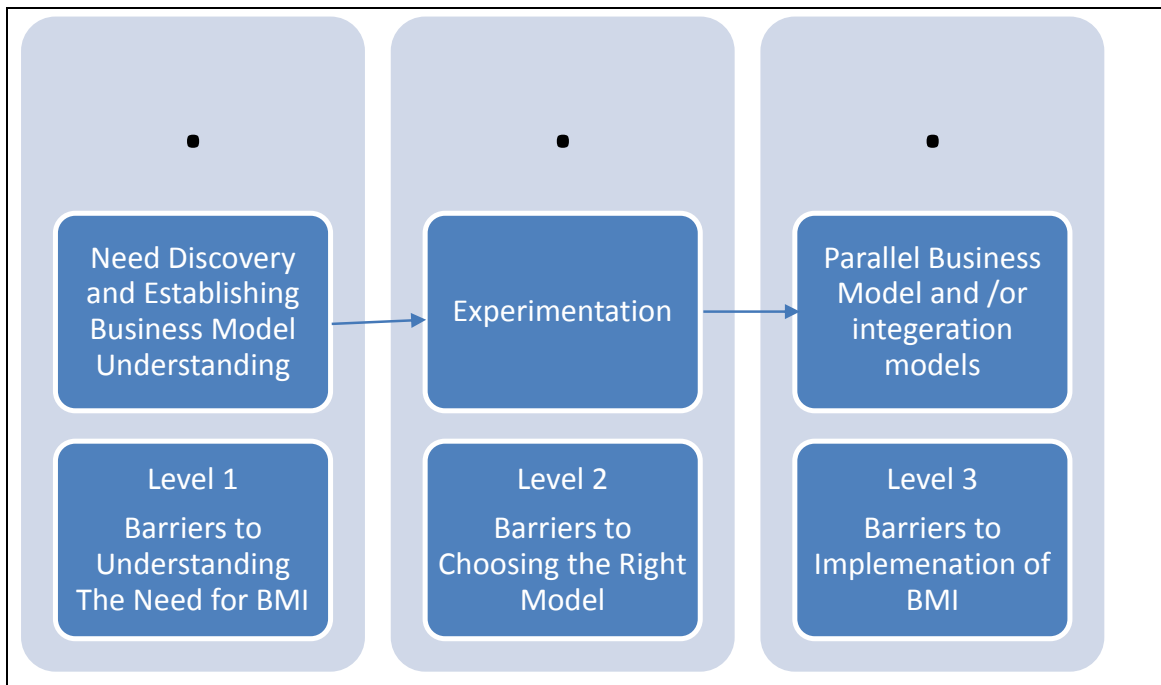 Need Discovery
and Establishing
Business Model
Understanding
Experimentation
Parallel Business
Model and /or
integeration
models
Level 1
Barriers to
Understanding
The Need for BMI
Level 2
Barriers to
Choosing the Right
Model
Level 3
Barriers to
Implemenation of
BMI